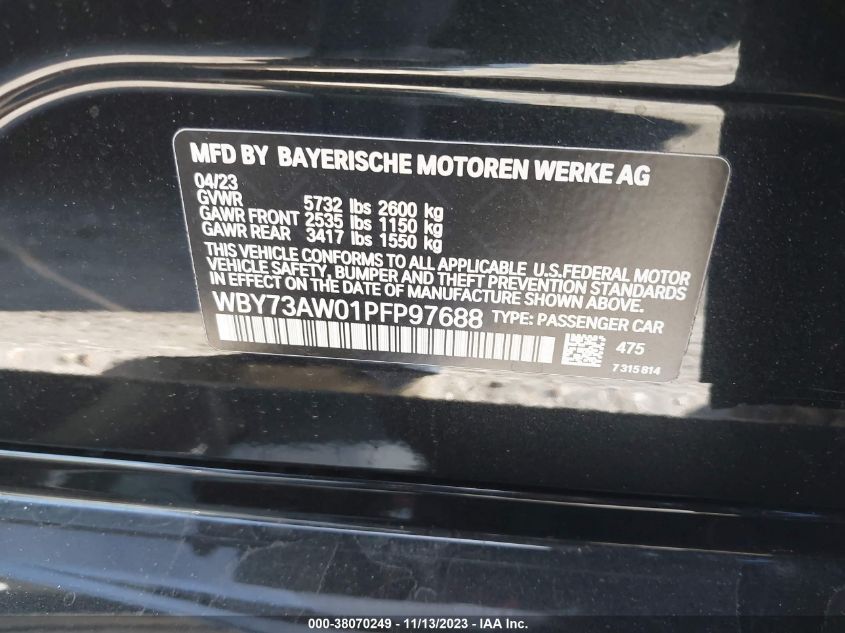 MFD BY BAYERISCHE MOTOREN WERKE AG
04/23
GVWR 5732 lbs 2600 kg
GAWR FRONT 2535 lbs 1150 kg
GAWR REAR 3417 lbs 1550 kg
THIS VEHICLE CONFORMS TO ALL APPLICABLE U.S.FEDERAL MOTOR
VEHICLE SAFETY, BUMPER AND THEFT PREVENTION STANDARDS
IN EFFECT ON THE DATE OF MANUFACTURE SHOWN ABOVE.
WBY73AW01PFP97688 TYPE: PASSENGER CAR
475
7315814
000-38070249 - 11/13/2023 - IAA Inc.